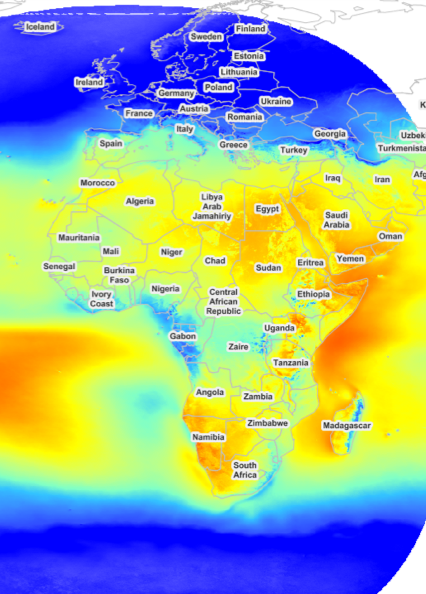 Iceland
Finland
Sweden
Estonia
Lithuania
Ireland
Poland
Germany
Ukraine
Austria
France
Romania
Italy
Georgia
Spain
Greece
Turkey
Uzbek
Turkmenista
Iraq
Iran
Afg
Morocco
Algeria
Libya
Arab
Jamahiriy
Egypt
Saudi
Arabia
Mauritania
Oman
Mali
Niger
Chad
Sudan
Eritrea
Yemen
Senegal
Burkina
Faso
Nigeria
Ethiopia
Ivory
Coast
Central
African
Republic
Uganda
Gabon
Zaire
Tanzania
Angola
Zambia
Zimbabwe
Madagascar
Namibia
South
Africa